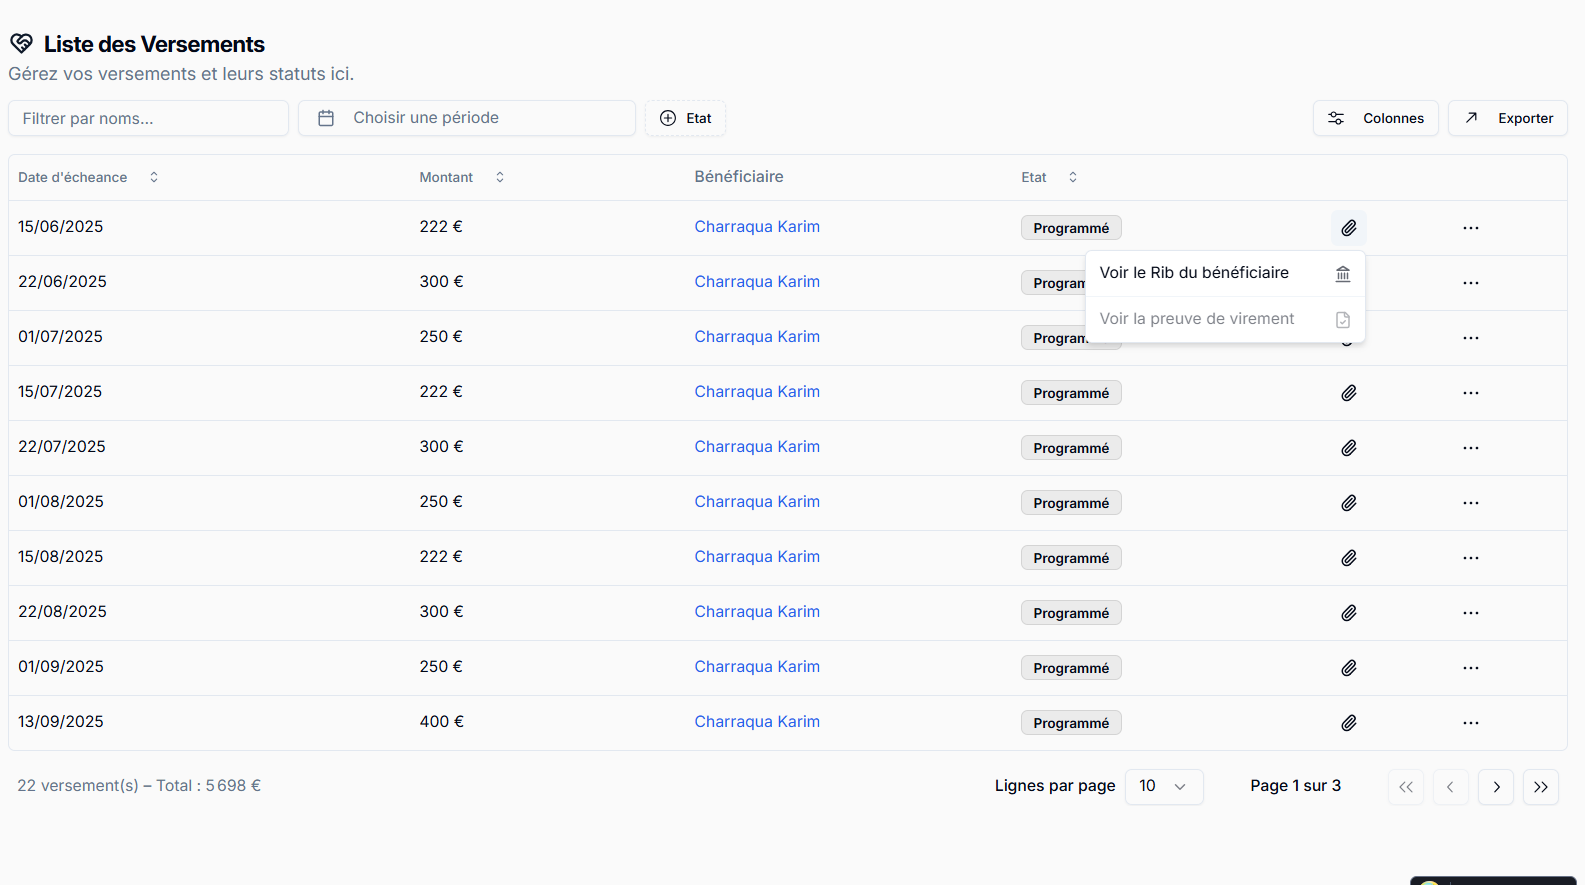 Liste des Versements
Gérez vos versements et leurs statuts ici.
Filtrer par noms...
Choisir une période
Etat
Colonnes
Exporter
Date d'écheance Montant Bénéficiaire Etat
15/06/2025 222 € Charraqua Karim Programmé
Voir le Rib du bénéficiaire
Voir la preuve de virement
22/06/2025 300 € Charraqua Karim Program
01/07/2025 250 € Charraqua Karim Program
15/07/2025 222 € Charraqua Karim Programmé
22/07/2025 300 € Charraqua Karim Programmé
01/08/2025 250 € Charraqua Karim Programmé
15/08/2025 222 € Charraqua Karim Programmé
22/08/2025 300 € Charraqua Karim Programmé
01/09/2025 250 € Charraqua Karim Programmé
13/09/2025 400 € Charraqua Karim Programmé
22 versement(s) – Total : 5 698 €
Lignes par page 10
Page 1 sur 3